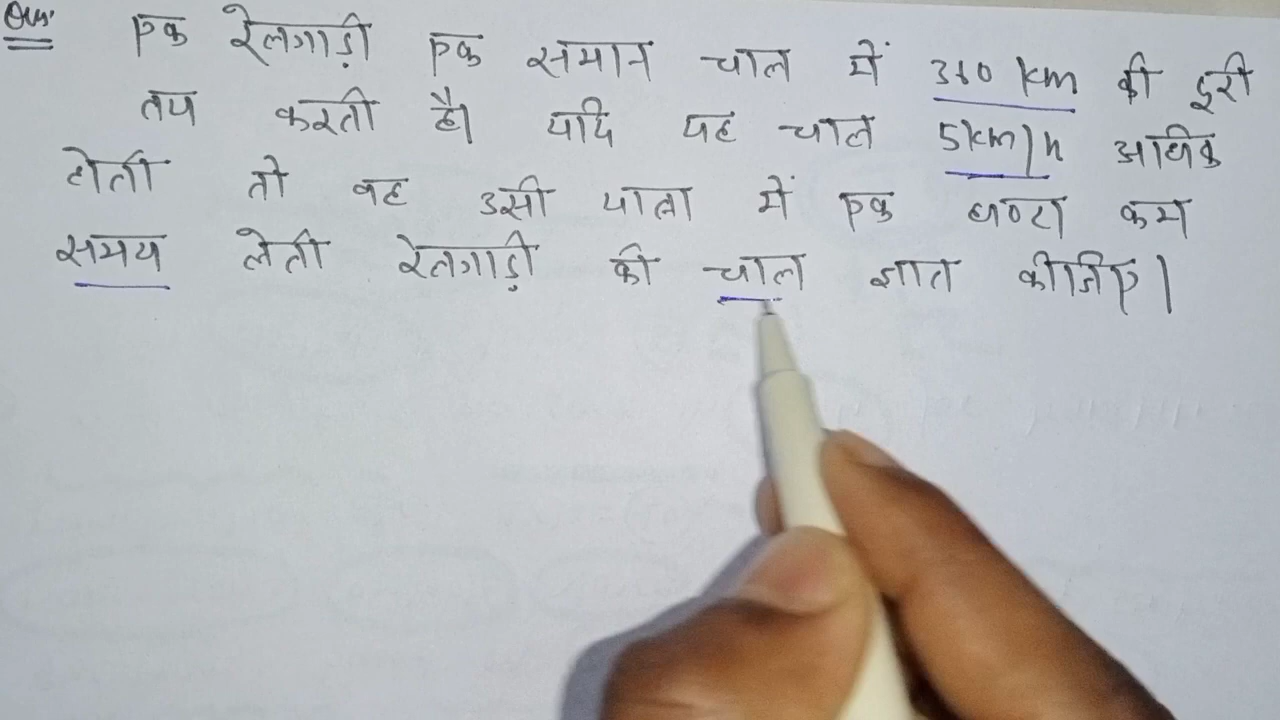 Ques
एक रेलगाड़ी एक समान चाल में 360 km की दूरी
तय करती है। यदि यह चाल 5km/h अधिक
होती तो वह उसी यात्रा में एक घण्टा कम
समय लेती रेलगाड़ी की चाल ज्ञात कीजिए।